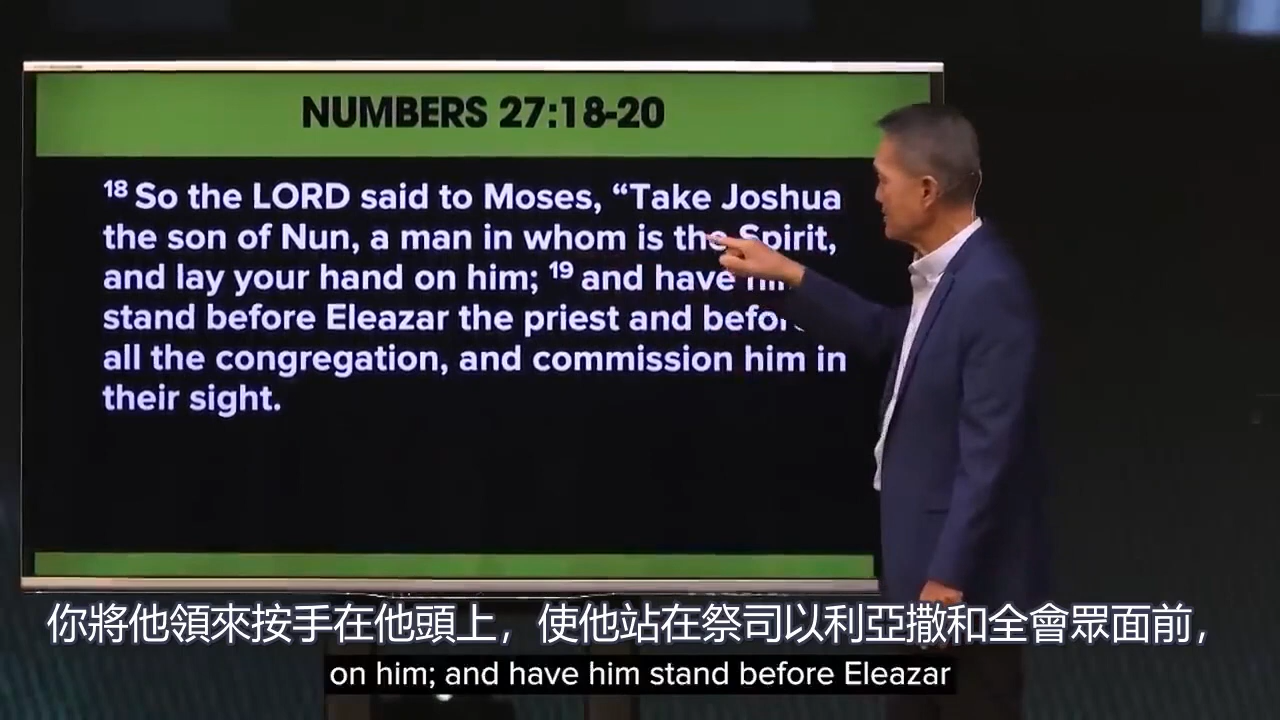 NUMBERS 27:18-20
18 So the LORD said to Moses, “Take Joshua
the son of Nun, a man in whom is the Spirit,
and lay your hand on him; 19 and have him
stand before Eleazar the priest and before
all the congregation, and commission him in
their sight.
你將他領來按手在他頭上，使他站在祭司以利亞撒和全會眾面前，
on him; and have him stand before Eleazar